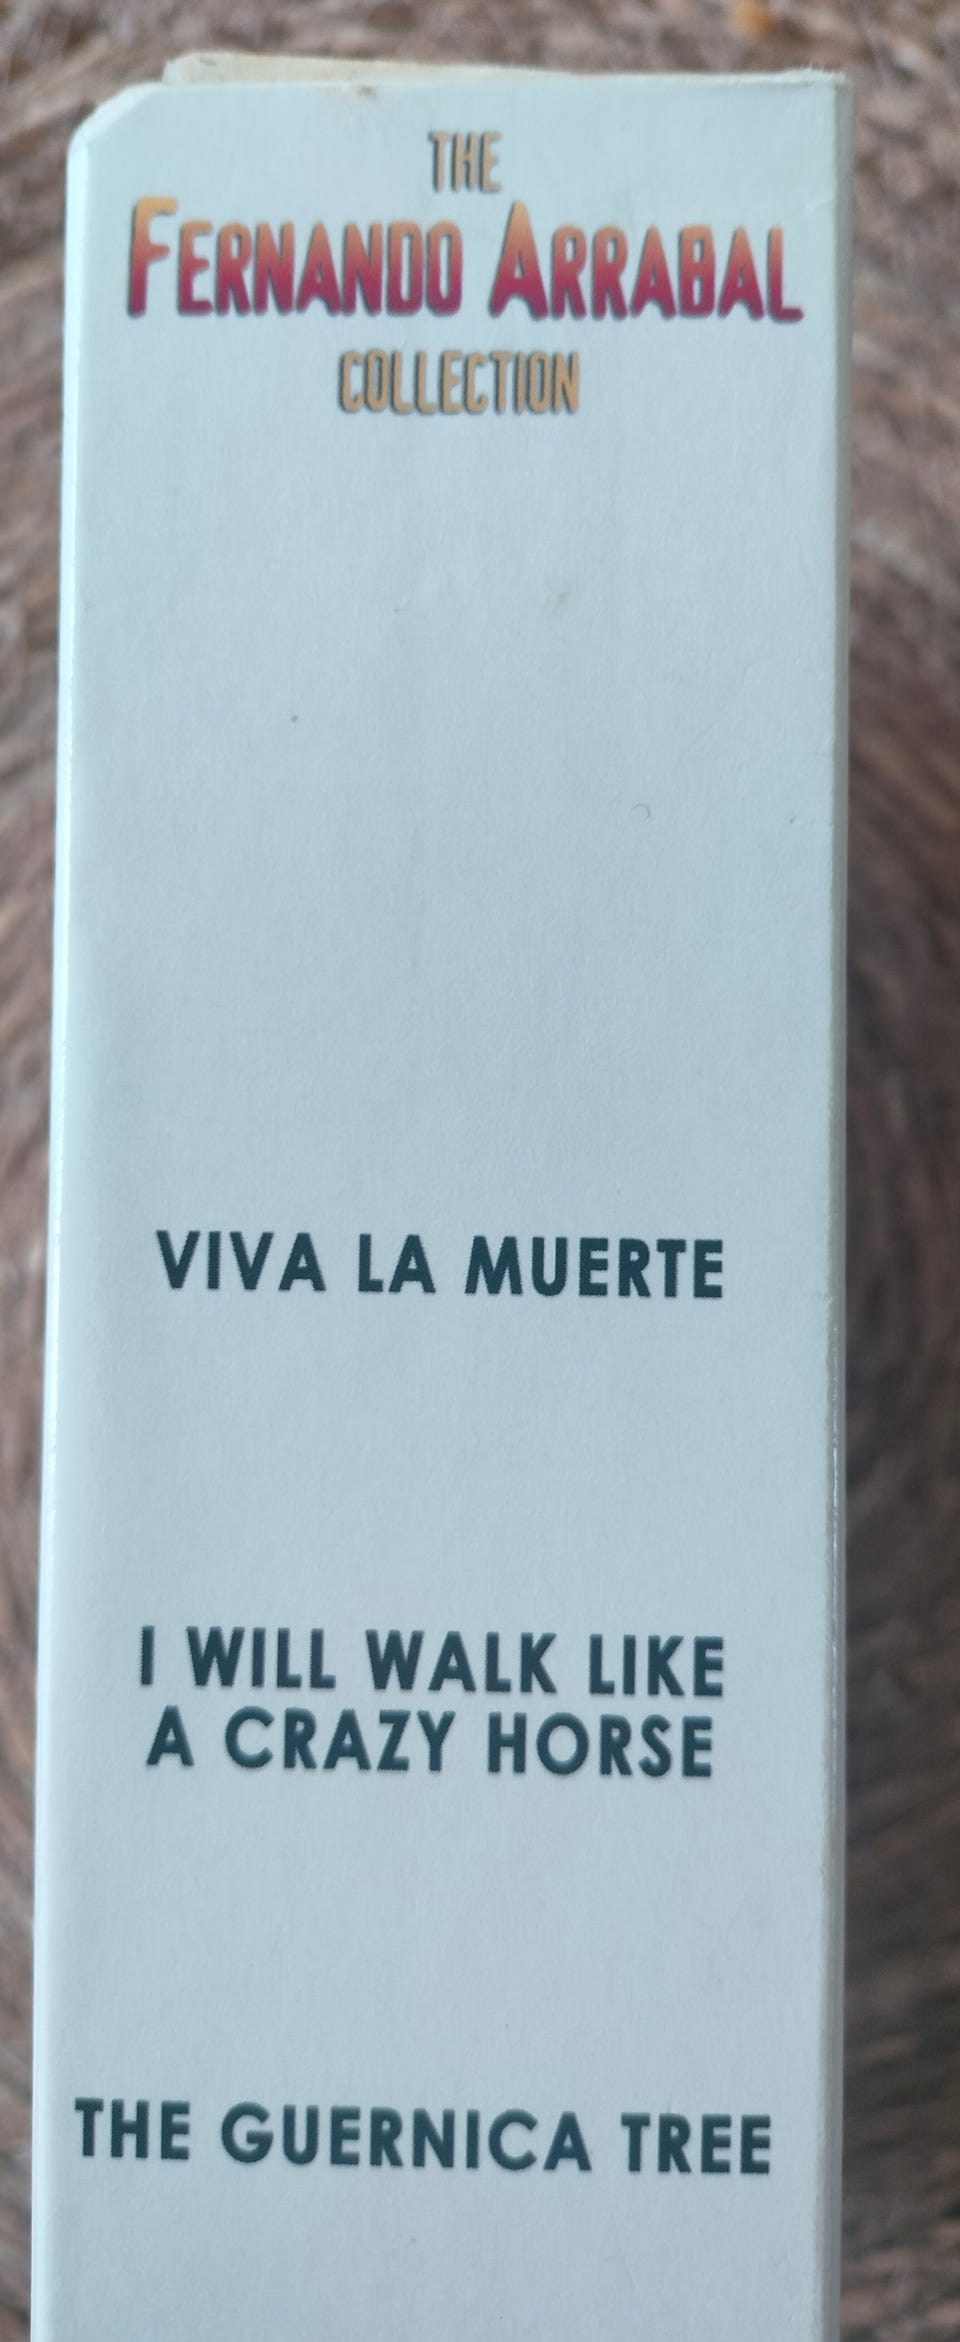 THE
FERNANDO ARRABAL
COLLECTION
VIVA LA MUERTE
I WILL WALK LIKE
A CRAZY HORSE
THE GUERNICA TREE